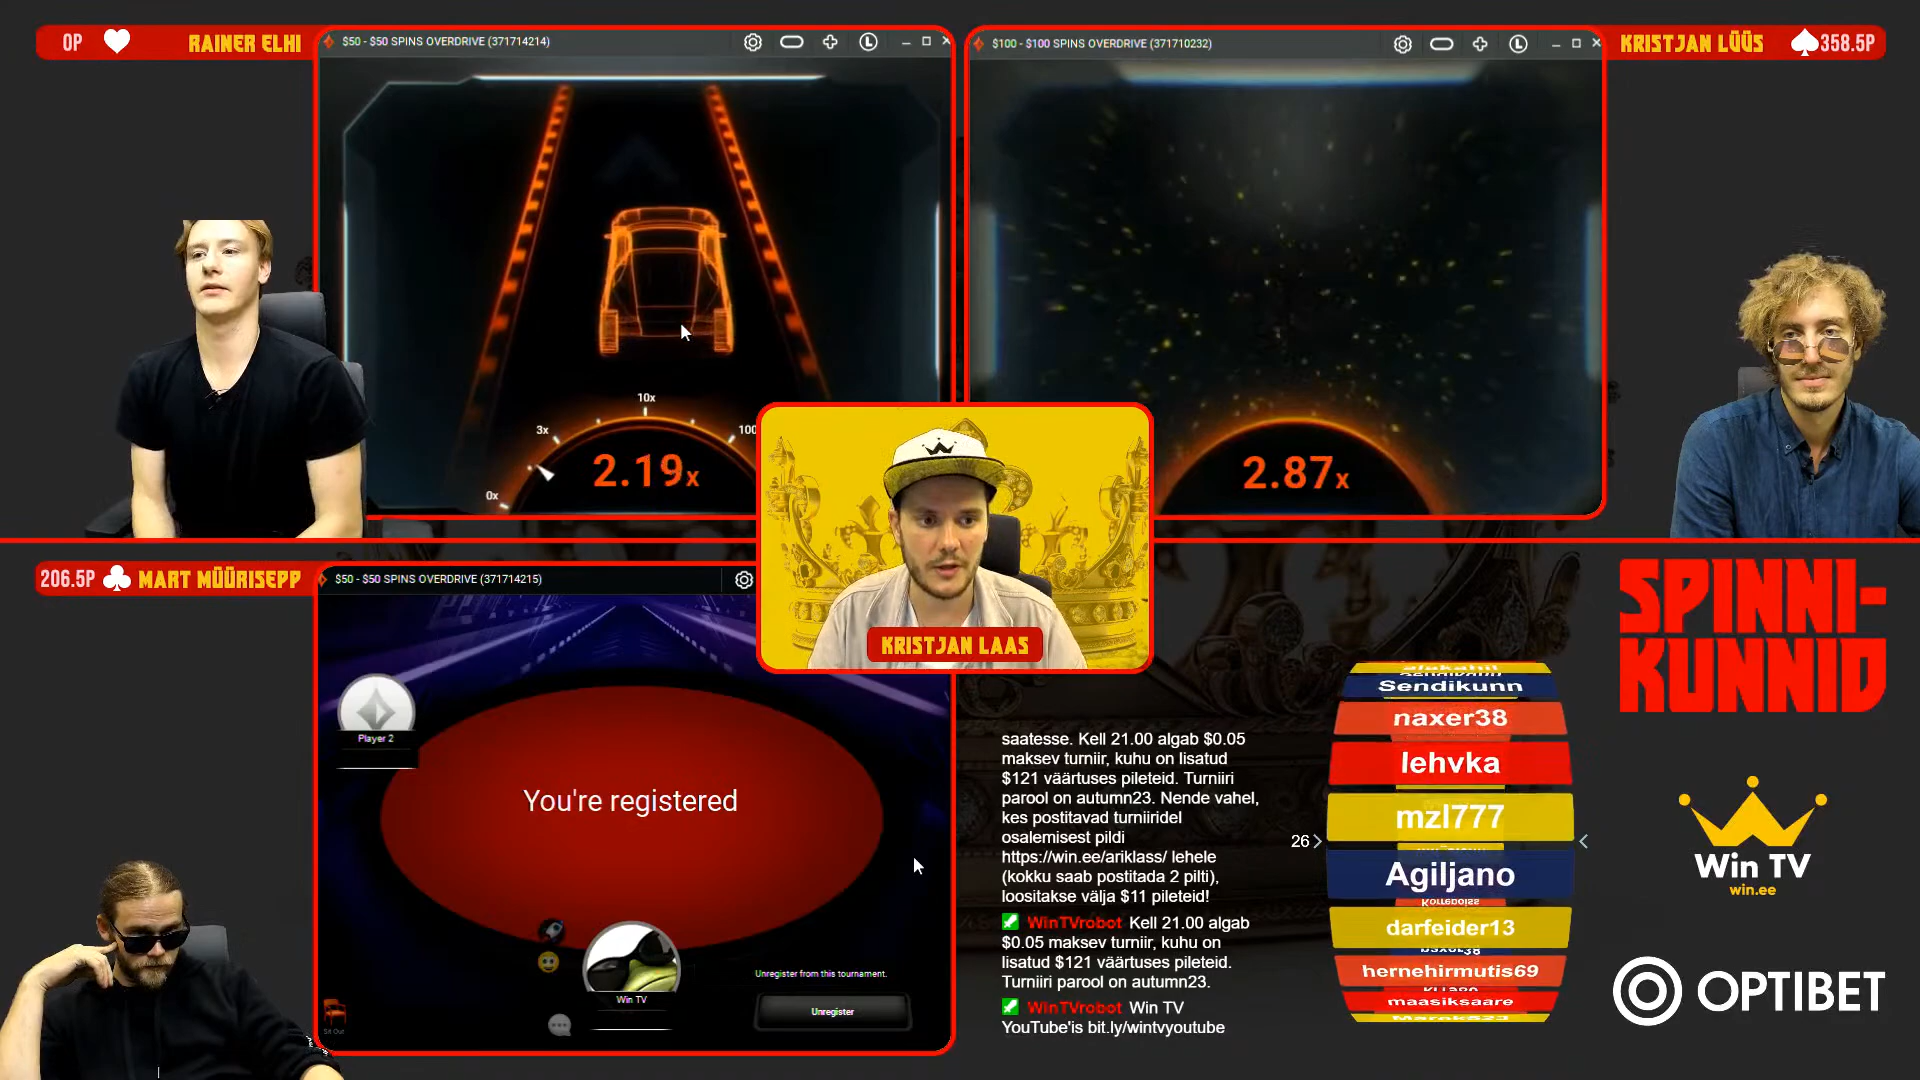 0P
RAINER ELHI
$50 - $50 SPINS OVERDRIVE (371714214)
$100 - $100 SPINS OVERDRIVE (371710232)
KRISTJAN LÜÜS
358.5P
0x
3x
10x
100
2.19x
2.87x
KRISTJAN LAAS
206.5P
MART MÜÜRISEPP
$50 - $50 SPINS OVERDRIVE (371714215)
Player 2
You're registered
Win TV
Unregister from this tournament.
Unregister
Sit Out
saatesse. Kell 21.00 algab $0.05
maksev turniir, kuhu on lisatud
$121 väärtuses pileteid. Turniiri
parool on autumn23. Nende vahel,
kes postitavad turniiridel
osalemisest pildi
https://win.ee/ariklass/ lehele
(kokku saab postitada 2 pilti),
loositakse välja $11 pileteid!
WinTVrobot Kell 21.00 algab
$0.05 maksev turniir, kuhu on
lisatud $121 väärtuses pileteid.
Turniiri parool on autumn23.
WinTVrobot Win TV
YouTube'is bit.ly/wintvyoutube
26
Sendikunn
naxer38
lehvka
mzl777
Agiljano
darfeider13
hernehirmutis69
maasiksaare
SPINNI-
KUNNID
Win TV
win.ee
OPTIBET